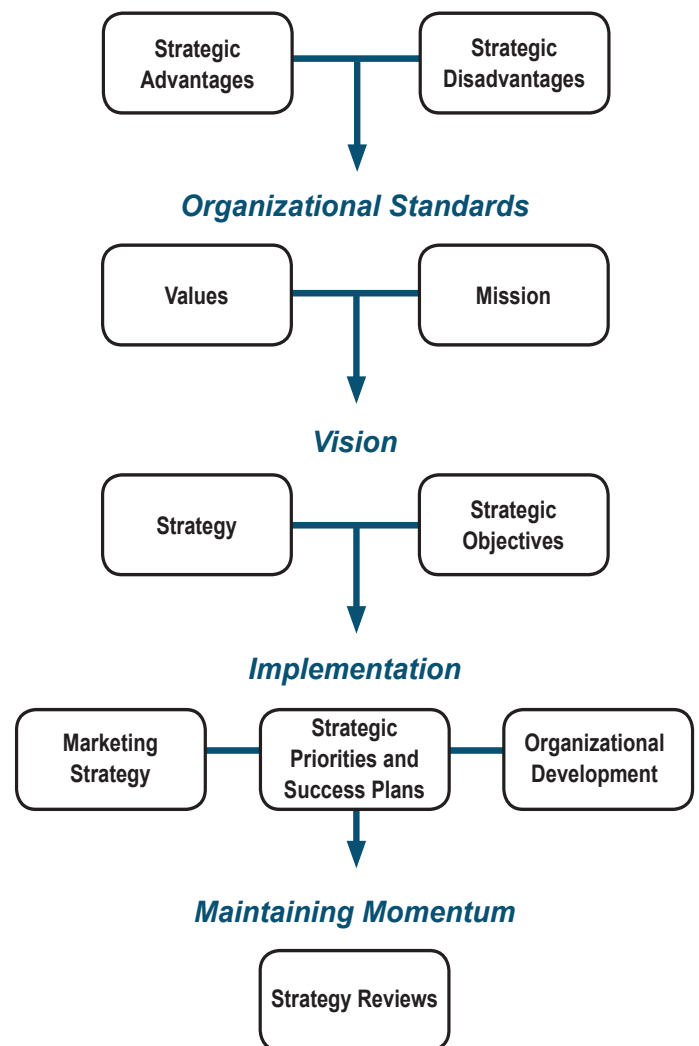 Strategic
Advantages
Strategic
Disadvantages
Organizational Standards
Values
Mission
Vision
Strategy
Strategic
Objectives
Implementation
Marketing
Strategy
Strategic
Priorities and
Success Plans
Organizational
Development
Maintaining Momentum
Strategy Reviews